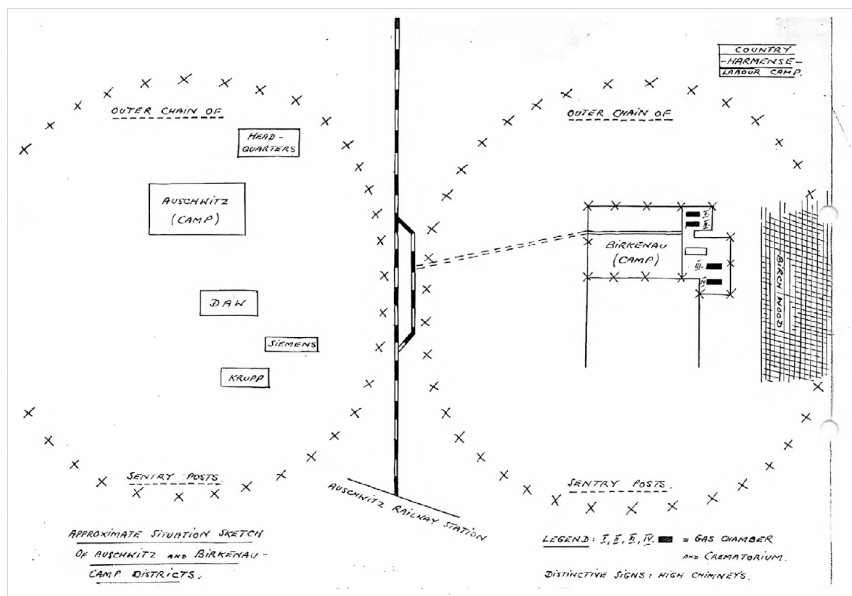 COUNTRY
-HARMENSE-
LABOUR CAMP.
OUTER CHAIN OF
OUTER CHAIN OF
HEAD-
QUARTERS
AUSCHWITZ
(CAMP)
BIRKENAU
(CAMP)
III.
BIRCH WOOD
DAW
SIEMENS
KRUPP
SENTRY POSTS.
SENTRY POSTS.
AUSCHWITZ RAILWAY STATION
APPROXIMATE SITUATION SKETCH
OF AUSCHWITZ AND BIRKENAU-
CAMP DISTRICTS.
LEGEND: I, II, III, IV. = GAS CHAMBER
AND CREMATORIUM.
DISTINCTIVE SIGNS: HIGH CHIMNEYS.